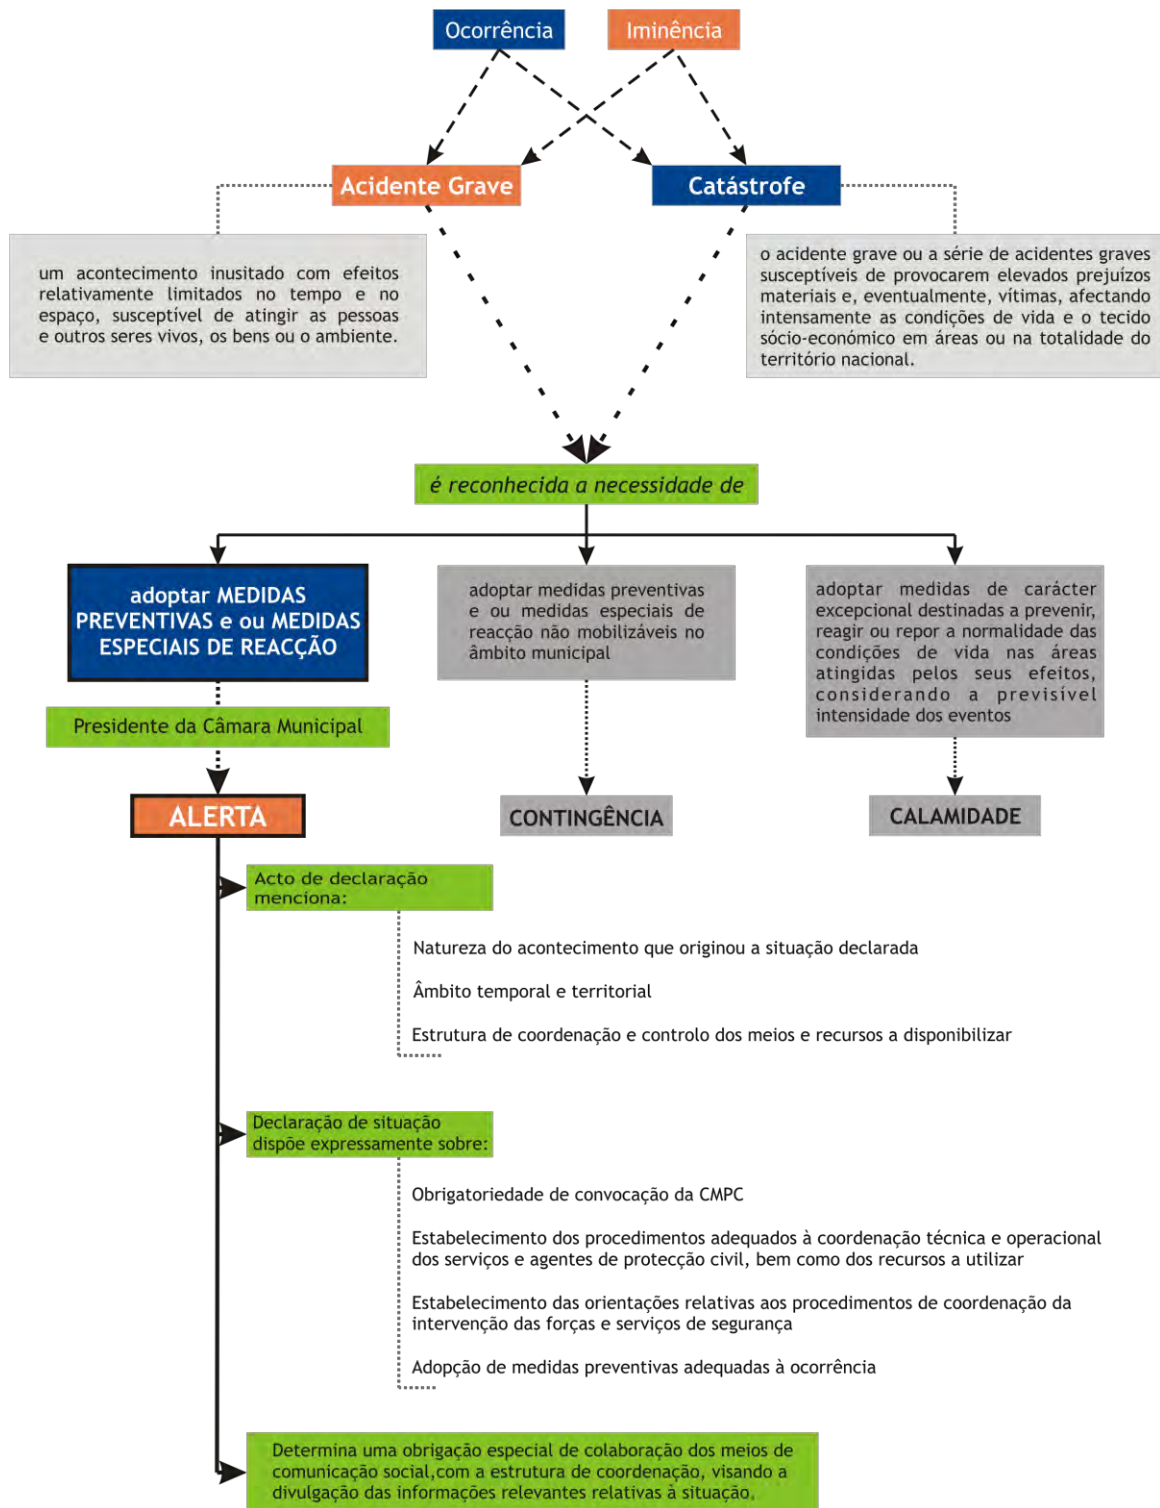 Ocorrência
Iminência
Acidente Grave
Catástrofe
um acontecimento inusitado com efeitos
relativamente limitados no tempo e no
espaço, susceptível de atingir as pessoas
e outros seres vivos, os bens ou o ambiente.
o acidente grave ou a série de acidentes graves
susceptíveis de provocarem elevados prejuízos
materiais e, eventualmente, vítimas, afectando
intensamente as condições de vida e o tecido
sócio-económico em áreas ou na totalidade do
território nacional.
é reconhecida a necessidade de
adoptar MEDIDAS
PREVENTIVAS e ou MEDIDAS
ESPECIAIS DE REACÇÃO
adoptar medidas preventivas
e ou medidas especiais de
reacção não mobilizáveis no
âmbito municipal
adoptar medidas de carácter
excepcional destinadas a prevenir,
reagir ou repor a normalidade das
condições de vida nas áreas
atingidas pelos seus efeitos,
considerando a previsível
intensidade dos eventos
Presidente da Câmara Municipal
ALERTA
CONTINGÊNCIA
CALAMIDADE
Acto de declaração
menciona:
Natureza do acontecimento que originou a situação declarada
Âmbito temporal e territorial
Estrutura de coordenação e controlo dos meios e recursos a disponibilizar
Declaração de situação
dispõe expressamente sobre:
Obrigatoriedade de convocação da CMPC
Estabelecimento dos procedimentos adequados à coordenação técnica e operacional
dos serviços e agentes de protecção civil, bem como dos recursos a utilizar
Estabelecimento das orientações relativas aos procedimentos de coordenação da
intervenção das forças e serviços de segurança
Adopção de medidas preventivas adequadas à ocorrência
Determina uma obrigação especial de colaboração dos meios de
comunicação social,com a estrutura de coordenação, visando a
divulgação das informações relevantes relativas à situação.